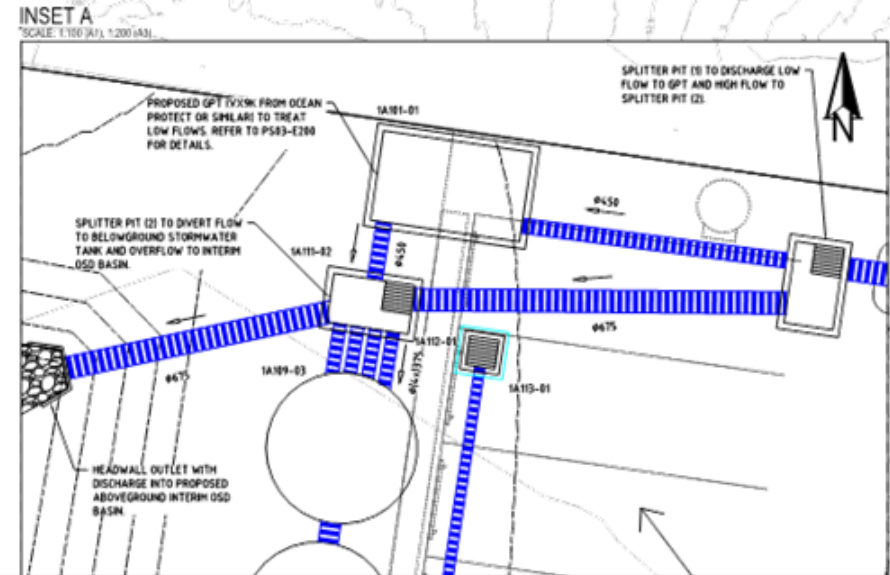 INSET A
SCALE: 1:100 (A1), 1:200 (A3)
SPLITTER PIT (1) TO DISCHARGE LOW
FLOW TO GPT AND HIGH FLOW TO
SPLITTER PIT (2).
PROPOSED GPT (VX9K FROM OCEAN
PROTECT OR SIMILAR) TO TREAT
LOW FLOWS. REFER TO PS03-E200
FOR DETAILS.
1A101-01
N
ø450
SPLITTER PIT (2) TO DIVERT FLOW
TO BELOWGROUND STORMWATER
TANK AND OVERFLOW TO INTERIM
OSD BASIN.
1A111-02
ø450
ø675
1A112-01
1A109-03
ø675
ø(4x)375
1A113-01
HEADWALL OUTLET WITH
DISCHARGE INTO PROPOSED
ABOVEGROUND INTERIM OSD
BASIN.